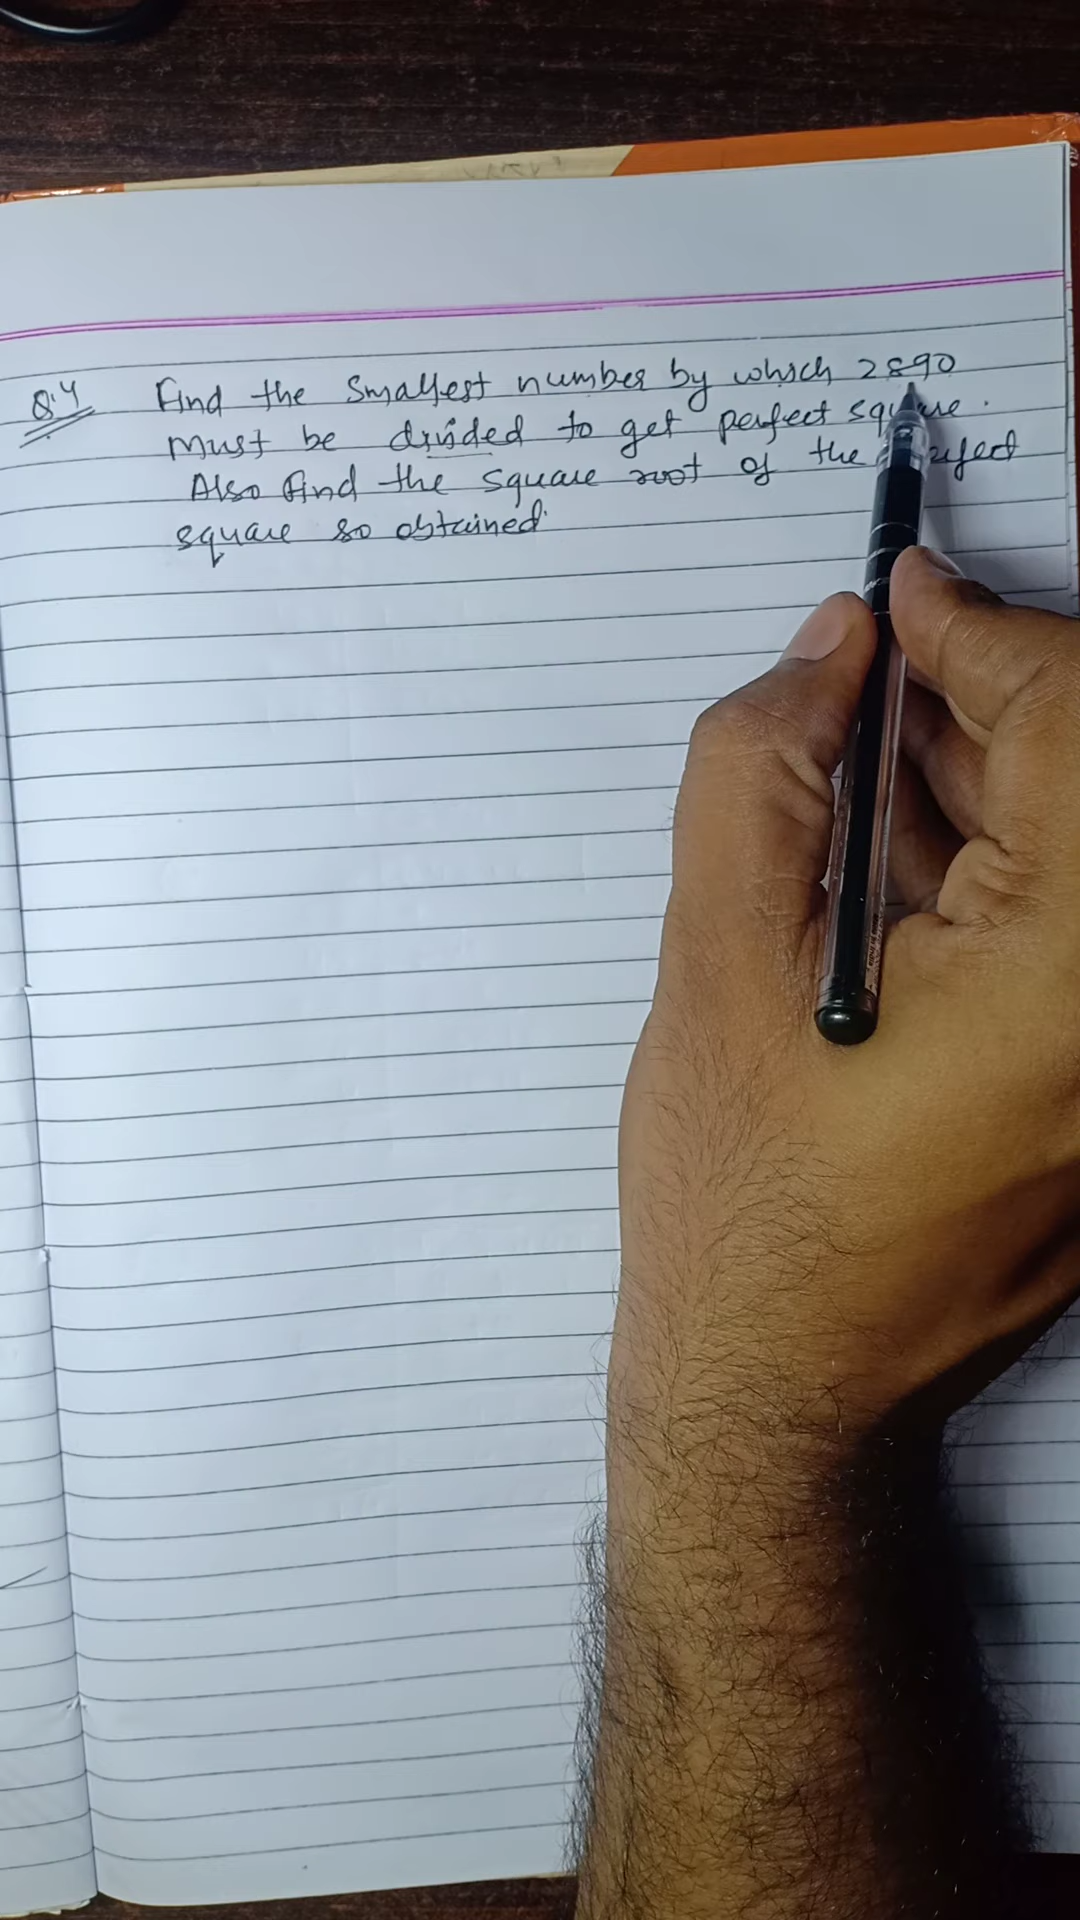 Q.4 Find the smallest number by which 2890
must be divided to get perfect square.
Also find the square root of the
square so obtained.